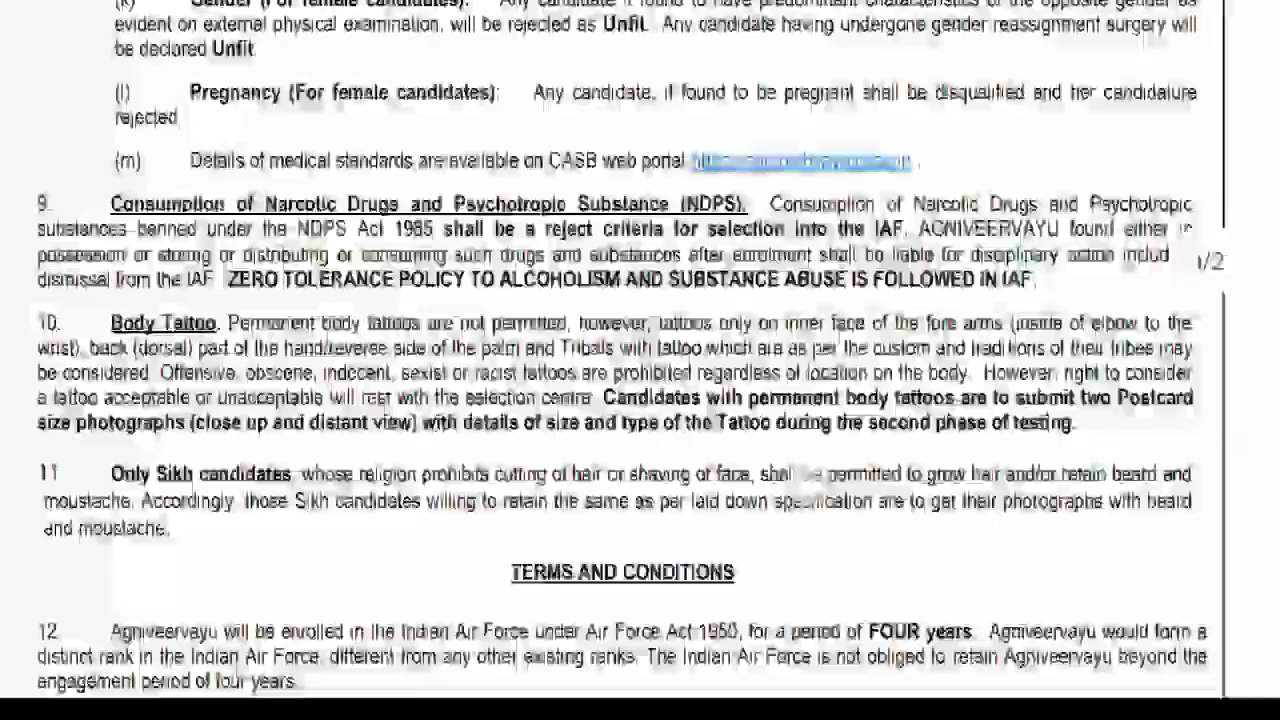 (k) Gender (For female candidates): Any candidate if found to have predominant characteristics of the opposite gender as
evident on external physical examination, will be rejected as Unfit. Any candidate having undergone gender reassignment surgery will
be declared Unfit
(l) Pregnancy (For female candidates): Any candidate, if found to be pregnant shall be disqualified and her candidature
rejected
(m) Details of medical standards are available on CASB web portal
9. Consumption of Narcotic Drugs and Psychotropic Substance (NDPS). Consumption of Narcotic Drugs and Psychotropic
substances banned under the NDPS Act 1985 shall be a reject criteria for selection into the IAF. AGNIVEERVAYU found either in
possession or storing or distributing or consuming such drugs and substances after enrolment shall be liable for disciplinary action includ
dismissal from the IAF. ZERO TOLERANCE POLICY TO ALCOHOLISM AND SUBSTANCE ABUSE IS FOLLOWED IN IAF.
1/2
10. Body Tattoo. Permanent body tattoos are not permitted, however, tattoos only on inner face of the fore arms (inside of elbow to the
wrist), back (dorsal) part of the hand/reverse side of the palm and Tribals with tattoo which are as per the custom and traditions of their tribes may
be considered. Offensive, obscene, indecent, sexist or racist tattoos are prohibited regardless of location on the body. However, right to consider
a tattoo acceptable or unacceptable will rest with the selection centre. Candidates with permanent body tattoos are to submit two Postcard
size photographs (close up and distant view) with details of size and type of the Tattoo during the second phase of testing.
11 Only Sikh candidates, whose religion prohibits cutting of hair or shaving of face, shall be permitted to grow hair and/or retain beard and
moustache. Accordingly, those Sikh candidates willing to retain the same as per laid down specification are to get their photographs with beard
and moustache.
TERMS AND CONDITIONS
12. Agniveervayu will be enrolled in the Indian Air Force under Air Force Act 1950, for a period of FOUR years. Agniveervayu would form a
distinct rank in the Indian Air Force, different from any other existing ranks. The Indian Air Force is not obliged to retain Agniveervayu beyond the
engagement period of four years.